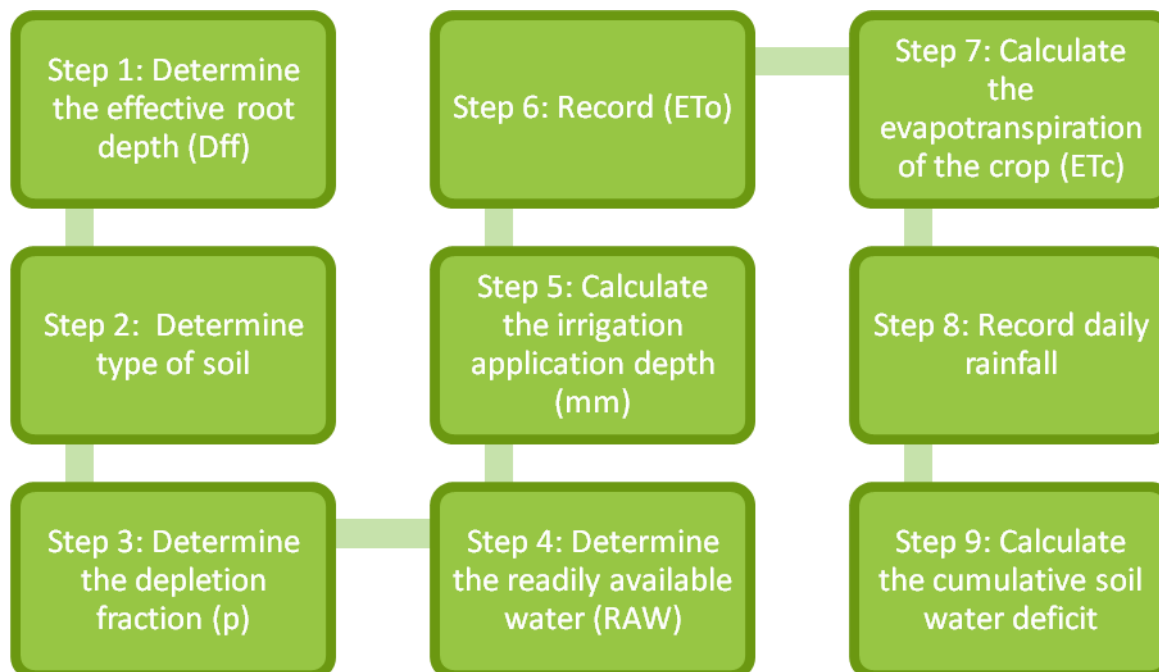 Step 1: Determine
the effective root
depth (Dff)
Step 2:  Determine
type of soil
Step 3: Determine
the depletion
fraction (p)
Step 4: Determine
the readily available
water (RAW)
Step 5: Calculate
the irrigation
application depth
(mm)
Step 6: Record (ETo)
Step 7: Calculate
the
evapotranspiration
of the crop (ETc)
Step 8: Record daily
rainfall
Step 9: Calculate
the cumulative soil
water deficit